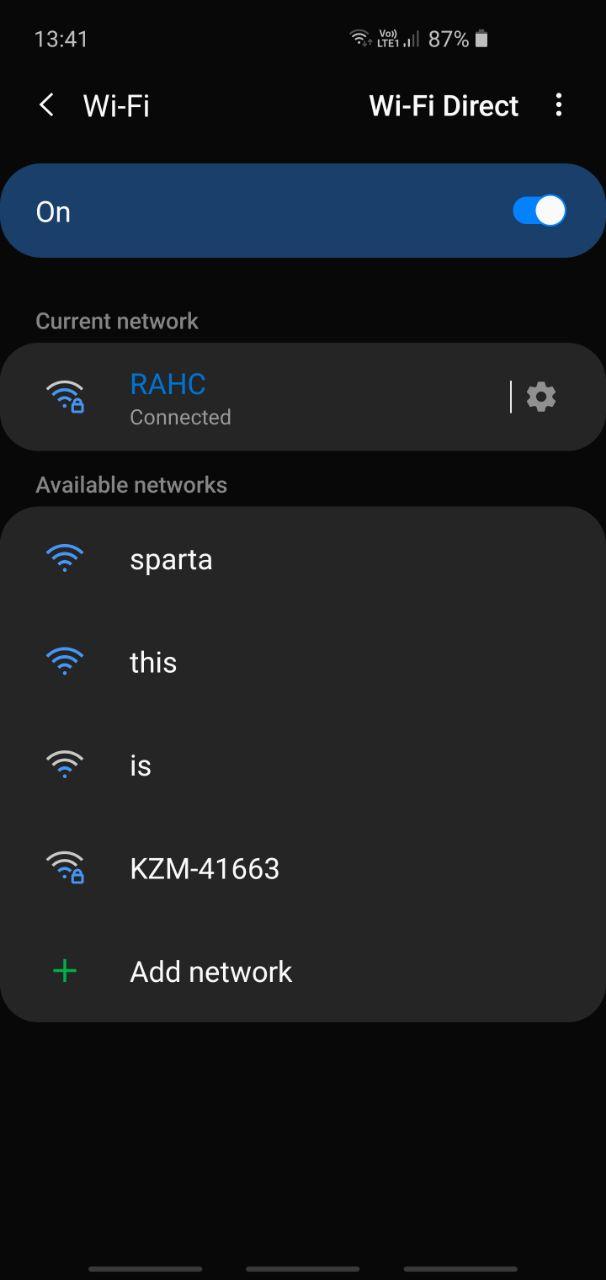 13:41 Vo)) LTE1 87%
Wi-Fi Wi-Fi Direct
On
Current network
RAHC
Connected
Available networks
sparta
this
is
KZM-41663
Add network